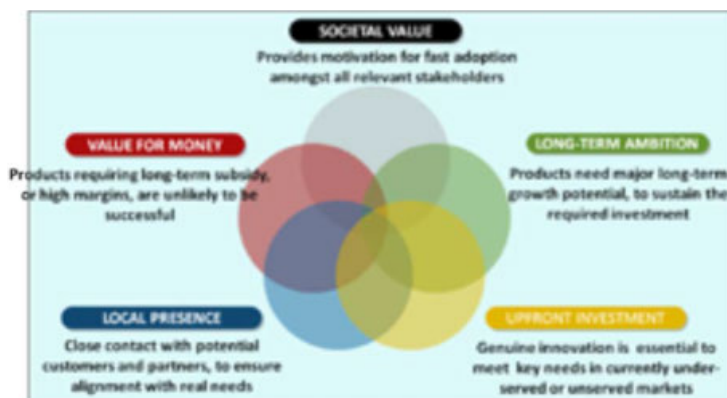 SOCIETAL VALUE
Provides motivation for fast adoption
amongst all relevant stakeholders
VALUE FOR MONEY
Products requiring long-term subsidy,
or high margins, are unlikely to be
successful
LONG-TERM AMBITION
Products need major long-term
growth potential, to sustain the
required investment
LOCAL PRESENCE
Close contact with potential
customers and partners, to ensure
alignment with real needs
UPFRONT INVESTMENT
Genuine innovation is essential to
meet key needs in currently under-
served or unserved markets